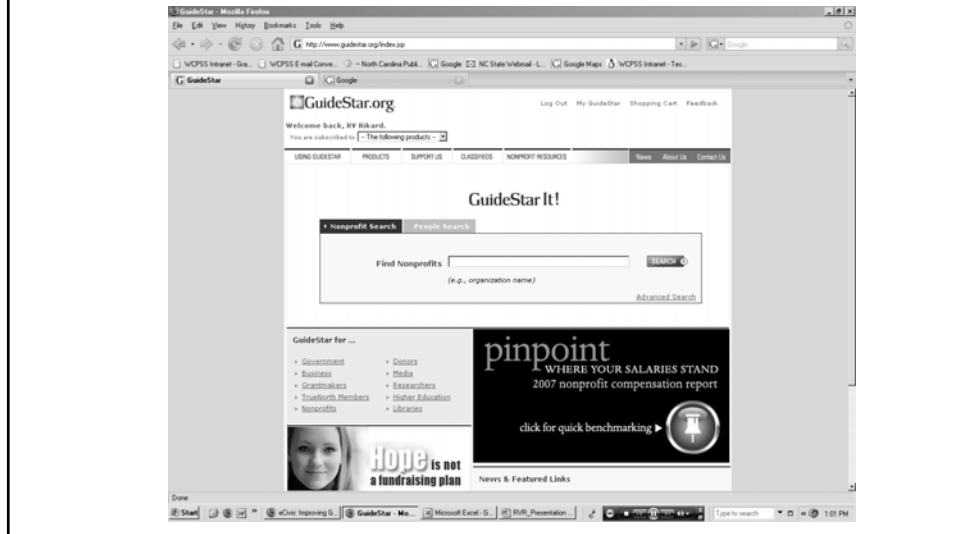 GuideStar - Mozilla Firefox
File Edit View History Bookmarks Tools Help
G http://www.guidestar.org/index.jsp G Google
WCPSS Intranet - Gra... WCPSS E-mail Conve... ~ North Carolina Publi... Google NC State Webmail - L... Google Maps WCPSS Intranet - Tec...
G GuideStar G Google
GuideStar.org
Log Out My GuideStar Shopping Cart Feedback
Welcome back, RV Rikard.
You are subscribed to -- The following products --
USING GUIDESTAR PRODUCTS SUPPORT US CLASSIFIEDS NONPROFIT RESOURCES News About Us Contact Us
GuideStar It!
Nonprofit Search People Search
Find Nonprofits SEARCH
(e.g., organization name)
Advanced Search
GuideStar for ...
Government Donors
Business Media
Grantmakers Researchers
TrueNorth Members Higher Education
Nonprofits Libraries
pinpoint
WHERE YOUR SALARIES STAND
2007 nonprofit compensation report
click for quick benchmarking
Hope is not
a fundraising plan
News & Featured Links
Done
Start eCivic: Improving G... GuideStar - Mo... Microsoft Excel - G... RVR_Presentation ... Type to search 1:01 PM